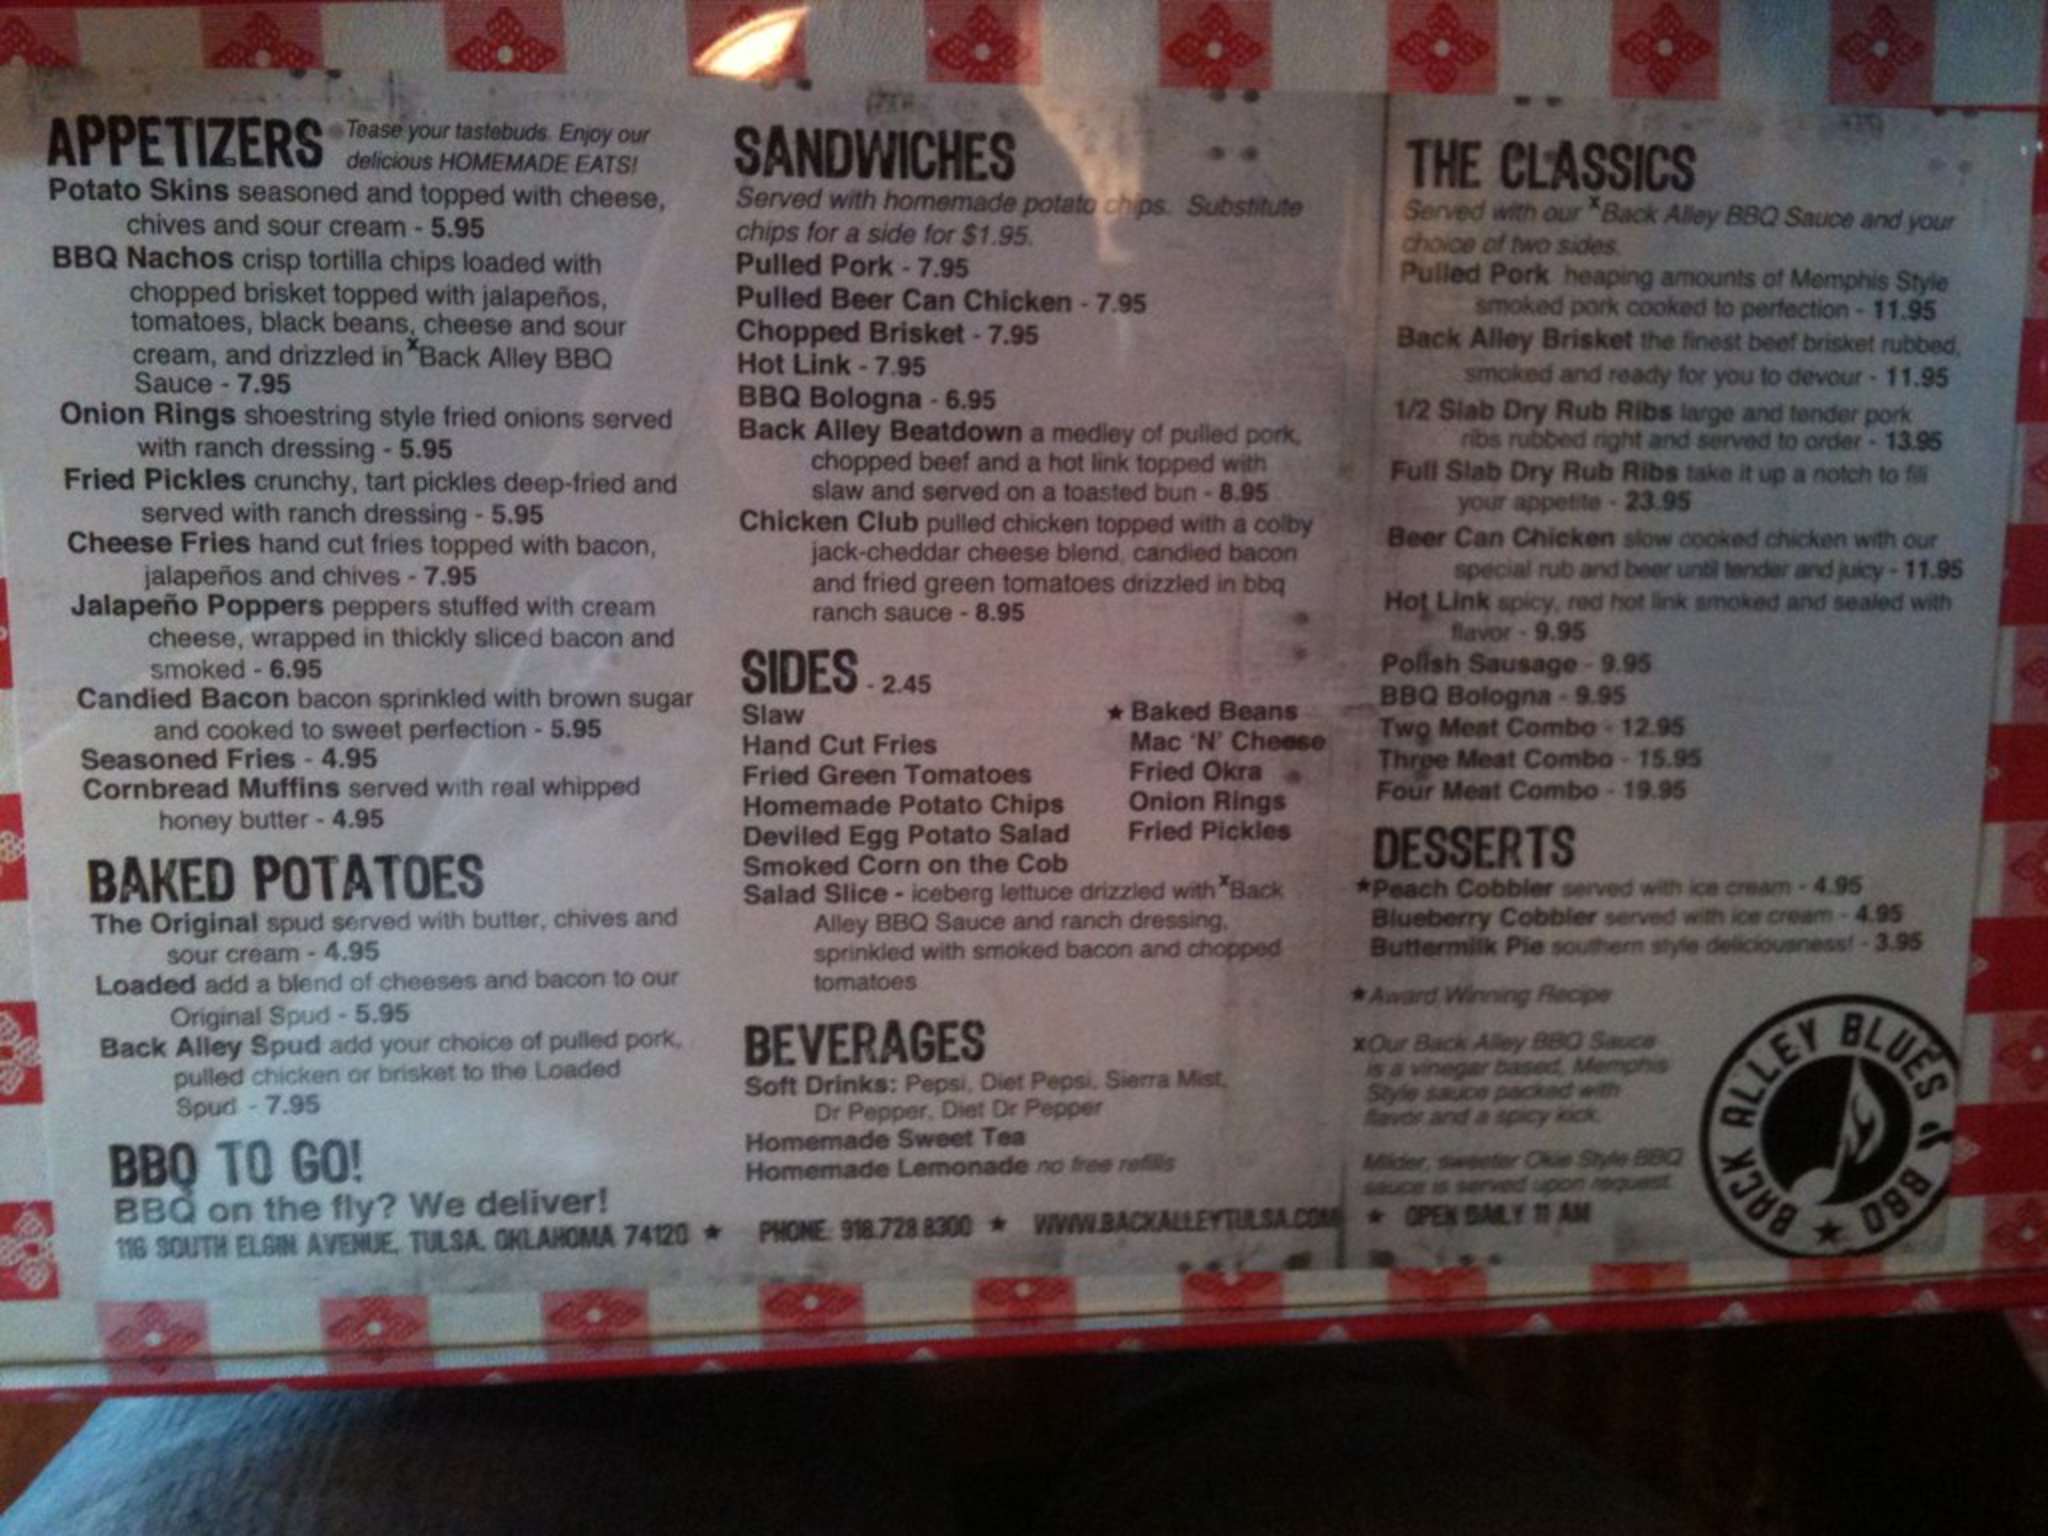 APPETIZERS Tease your tastebuds. Enjoy our
delicious HOMEMADE EATS!
Potato Skins seasoned and topped with cheese,
chives and sour cream - 5.95
BBQ Nachos crisp tortilla chips loaded with
chopped brisket topped with jalapeños,
tomatoes, black beans, cheese and sour
cream, and drizzled in xBack Alley BBQ
Sauce - 7.95
Onion Rings shoestring style fried onions served
with ranch dressing - 5.95
Fried Pickles crunchy, tart pickles deep-fried and
served with ranch dressing - 5.95
Cheese Fries hand cut fries topped with bacon,
jalapeños and chives - 7.95
Jalapeño Poppers peppers stuffed with cream
cheese, wrapped in thickly sliced bacon and
smoked - 6.95
Candied Bacon bacon sprinkled with brown sugar
and cooked to sweet perfection - 5.95
Seasoned Fries - 4.95
Cornbread Muffins served with real whipped
honey butter - 4.95
BAKED POTATOES
The Original spud served with butter, chives and
sour cream - 4.95
Loaded add a blend of cheeses and bacon to our
Original Spud - 5.95
Back Alley Spud add your choice of pulled pork,
pulled chicken or brisket to the Loaded
Spud - 7.95
BBQ TO GO!
BBQ on the fly? We deliver!
SANDWICHES
Served with homemade potato chips. Substitute
chips for a side for $1.95.
Pulled Pork - 7.95
Pulled Beer Can Chicken - 7.95
Chopped Brisket - 7.95
Hot Link - 7.95
BBQ Bologna - 6.95
Back Alley Beatdown a medley of pulled pork,
chopped beef and a hot link topped with
slaw and served on a toasted bun - 8.95
Chicken Club pulled chicken topped with a colby
jack-cheddar cheese blend, candied bacon
and fried green tomatoes drizzled in bbq
ranch sauce - 8.95
SIDES - 2.45
Slaw
Hand Cut Fries
Fried Green Tomatoes
Homemade Potato Chips
Deviled Egg Potato Salad
Smoked Corn on the Cob
★ Baked Beans
Mac 'N' Cheese
Fried Okra
Onion Rings
Fried Pickles
Salad Slice - iceberg lettuce drizzled with xBack
Alley BBQ Sauce and ranch dressing,
sprinkled with smoked bacon and chopped
tomatoes
BEVERAGES
Soft Drinks: Pepsi, Diet Pepsi, Sierra Mist,
Dr Pepper, Diet Dr Pepper
Homemade Sweet Tea
Homemade Lemonade no free refills
THE CLASSICS
Served with our xBack Alley BBQ Sauce and your
choice of two sides.
Pulled Pork heaping amounts of Memphis Style
smoked pork cooked to perfection - 11.95
Back Alley Brisket the finest beef brisket rubbed,
smoked and ready for you to devour - 11.95
1/2 Slab Dry Rub Ribs large and tender pork
ribs rubbed right and served to order - 13.95
Full Slab Dry Rub Ribs take it up a notch to fill
your appetite - 23.95
Beer Can Chicken slow cooked chicken with our
special rub and beer until tender and juicy - 11.95
Hot Link spicy, red hot link smoked and sealed with
flavor - 9.95
Polish Sausage - 9.95
BBQ Bologna - 9.95
Two Meat Combo - 12.95
Three Meat Combo - 15.95
Four Meat Combo - 19.95
DESSERTS
★Peach Cobbler served with ice cream - 4.95
Blueberry Cobbler served with ice cream - 4.95
Buttermilk Pie southern style deliciousness! - 3.95
★Award Winning Recipe
xOur Back Alley BBQ Sauce
is a vinegar based, Memphis
Style sauce packed with
flavor and a spicy kick.
Milder, sweeter Okie Style BBQ
sauce is served upon request.
BACK ALLEY BLUES & BBQ ★
116 SOUTH ELGIN AVENUE, TULSA, OKLAHOMA 74120 ★ PHONE: 918.728.8300 ★ WWW.BACKALLEYTULSA.COM ★ OPEN DAILY 11 AM